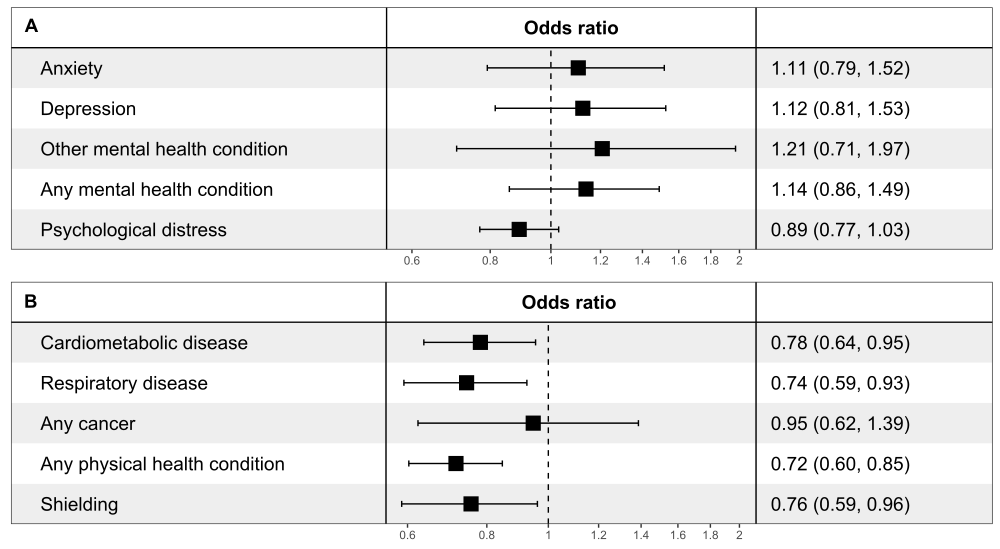 A Odds ratio
Anxiety 1.11 (0.79, 1.52)
Depression 1.12 (0.81, 1.53)
Other mental health condition 1.21 (0.71, 1.97)
Any mental health condition 1.14 (0.86, 1.49)
Psychological distress 0.89 (0.77, 1.03)
0.6 0.8 1 1.2 1.4 1.6 1.8 2
B Odds ratio
Cardiometabolic disease 0.78 (0.64, 0.95)
Respiratory disease 0.74 (0.59, 0.93)
Any cancer 0.95 (0.62, 1.39)
Any physical health condition 0.72 (0.60, 0.85)
Shielding 0.76 (0.59, 0.96)
0.6 0.8 1 1.2 1.4 1.6 1.8 2